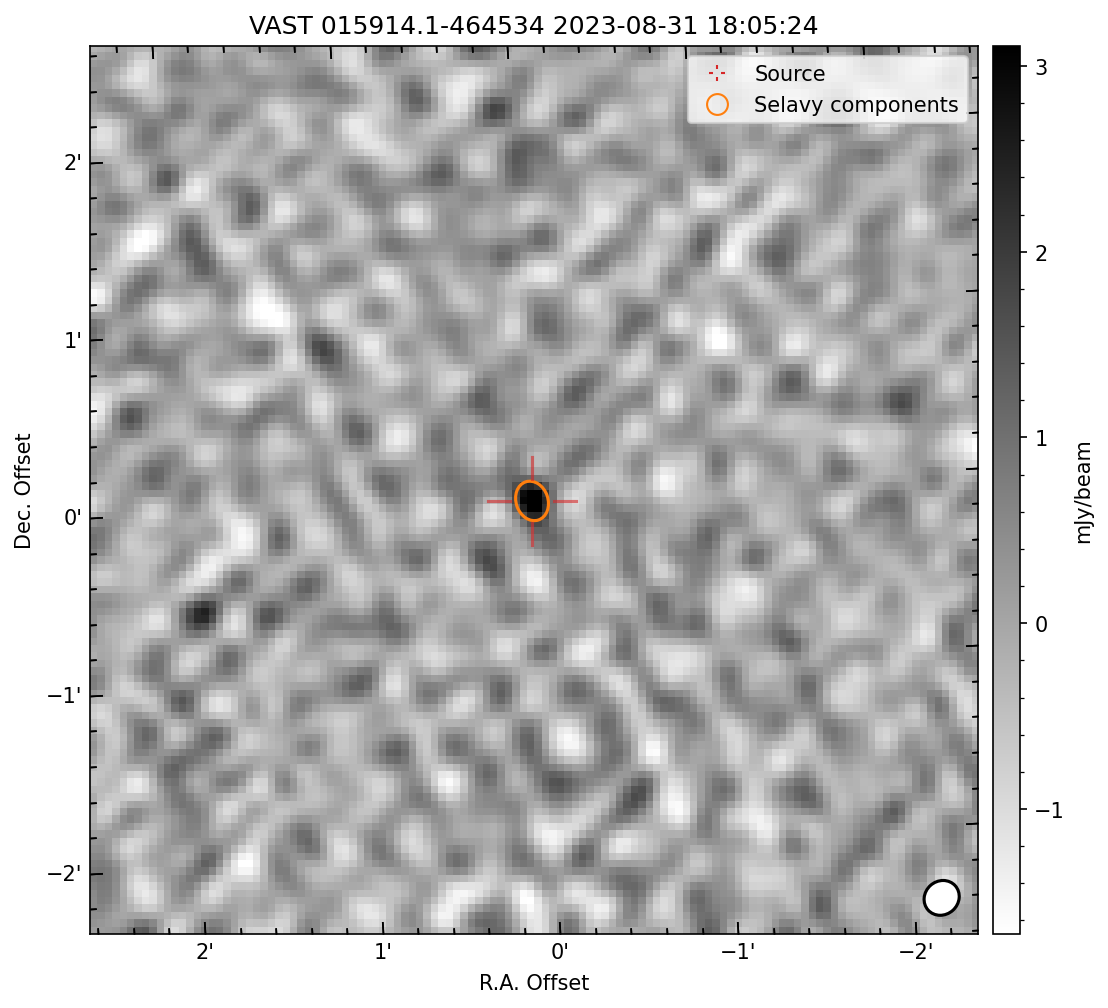 VAST 015914.1-464534 2023-08-31 18:05:24
Source
Selavy components
3
2
1
0
−1
mJy/beam
2'
1'
0'
−1'
−2'
Dec. Offset
2'
1'
0'
−1'
−2'
R.A. Offset